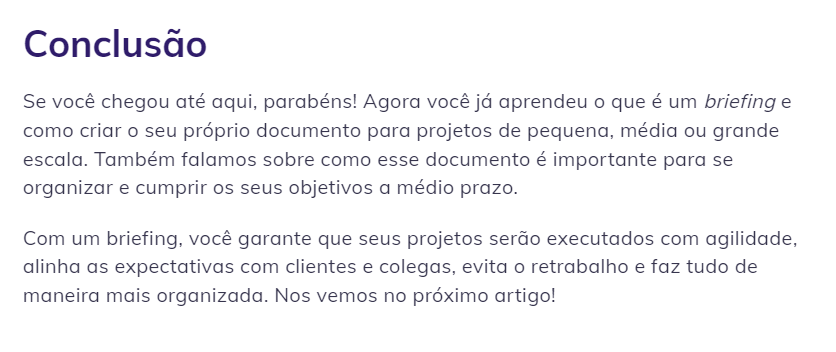 Conclusão
Se você chegou até aqui, parabéns! Agora você já aprendeu o que é um briefing e
como criar o seu próprio documento para projetos de pequena, média ou grande
escala. Também falamos sobre como esse documento é importante para se
organizar e cumprir os seus objetivos a médio prazo.
Com um briefing, você garante que seus projetos serão executados com agilidade,
alinha as expectativas com clientes e colegas, evita o retrabalho e faz tudo de
maneira mais organizada. Nos vemos no próximo artigo!